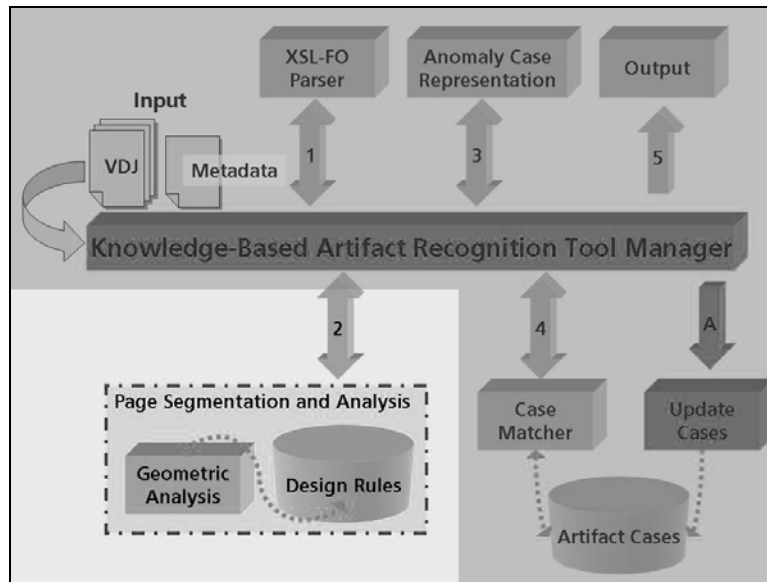 XSL-FO
Parser
Anomaly Case
Representation
Output
Input
VDJ
Metadata
1
3
5
Knowledge-Based Artifact Recognition Tool Manager
2
4
A
Page Segmentation and Analysis
Geometric
Analysis
Design Rules
Case
Matcher
Update
Cases
Artifact Cases